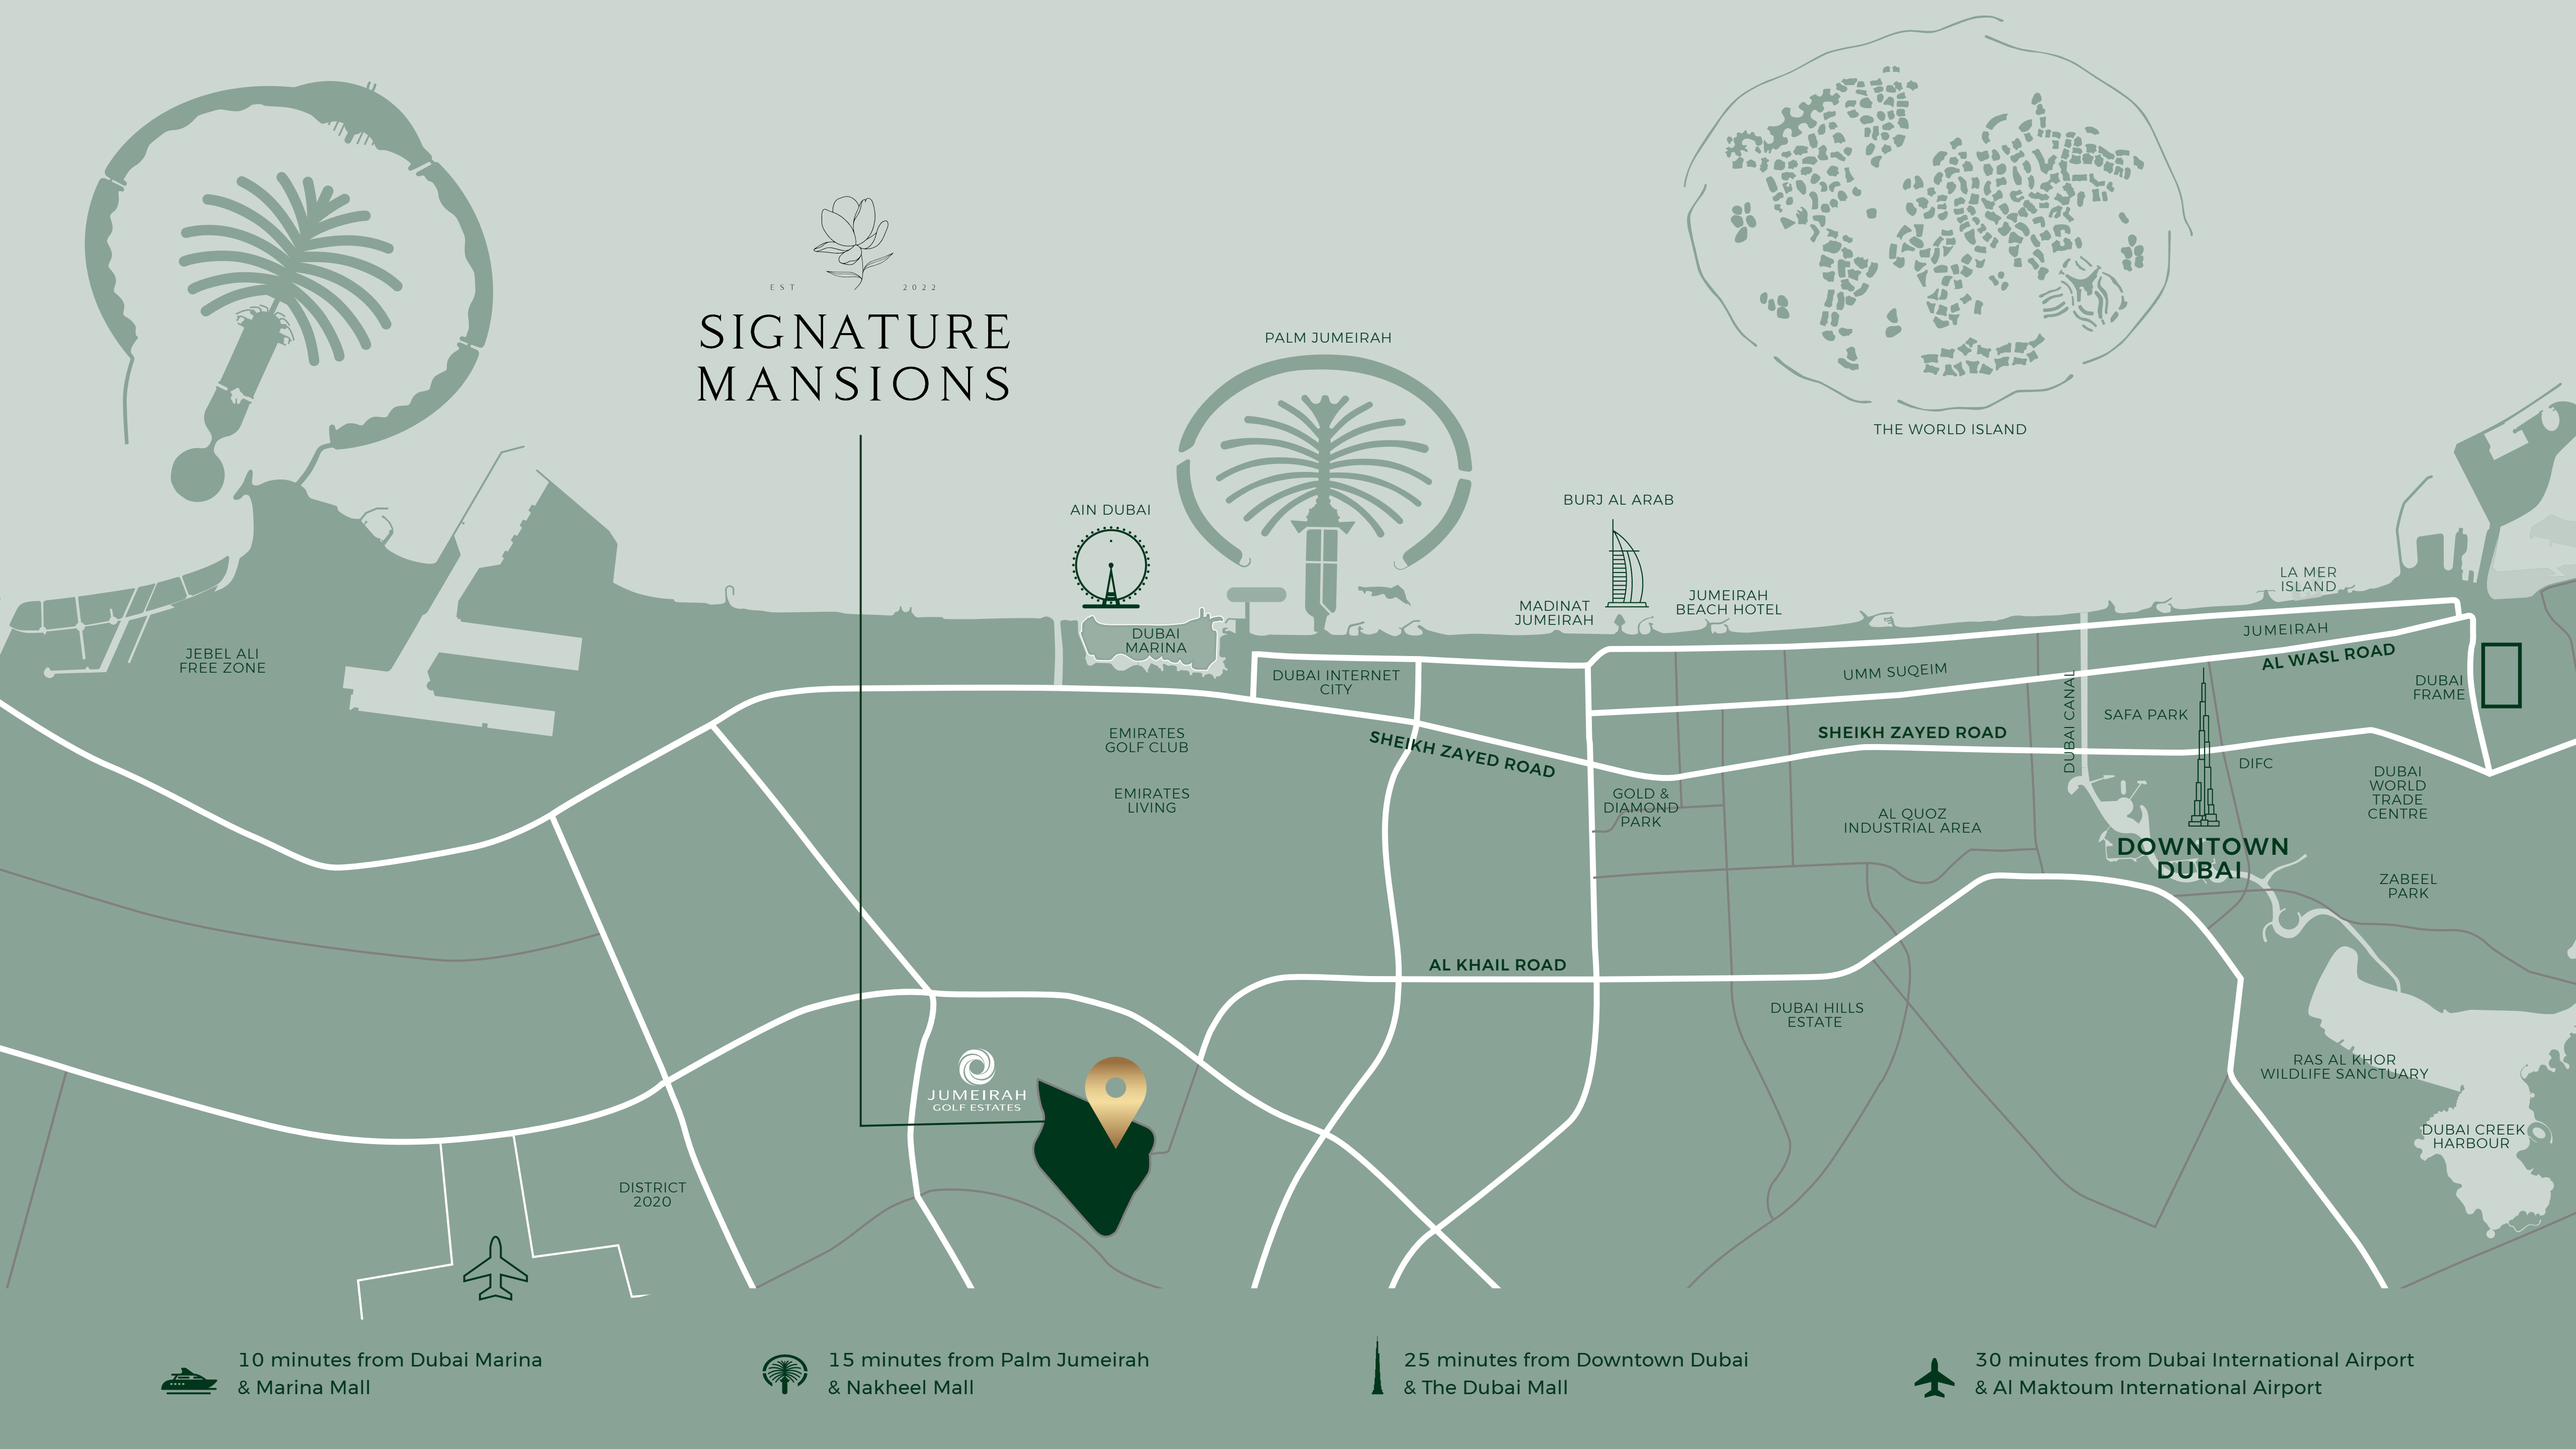 EST 2022
SIGNATURE
MANSIONS
PALM JUMEIRAH
THE WORLD ISLAND
AIN DUBAI
BURJ AL ARAB
MADINAT
JUMEIRAH
JUMEIRAH
BEACH HOTEL
LA MER
ISLAND
JEBEL ALI
FREE ZONE
DUBAI
MARINA
DUBAI INTERNET
CITY
UMM SUQEIM
JUMEIRAH
AL WASL ROAD
DUBAI
FRAME
EMIRATES
GOLF CLUB
SHEIKH ZAYED ROAD
SHEIKH ZAYED ROAD
DUBAI CANAL
SAFA PARK
DIFC
EMIRATES
LIVING
GOLD &
DIAMOND
PARK
AL QUOZ
INDUSTRIAL AREA
DUBAI
WORLD
TRADE
CENTRE
DOWNTOWN
DUBAI
ZABEEL
PARK
AL KHAIL ROAD
DUBAI HILLS
ESTATE
RAS AL KHOR
WILDLIFE SANCTUARY
JUMEIRAH
GOLF ESTATES
DUBAI CREEK
HARBOUR
DISTRICT
2020
10 minutes from Dubai Marina
& Marina Mall
15 minutes from Palm Jumeirah
& Nakheel Mall
25 minutes from Downtown Dubai
& The Dubai Mall
30 minutes from Dubai International Airport
& Al Maktoum International Airport